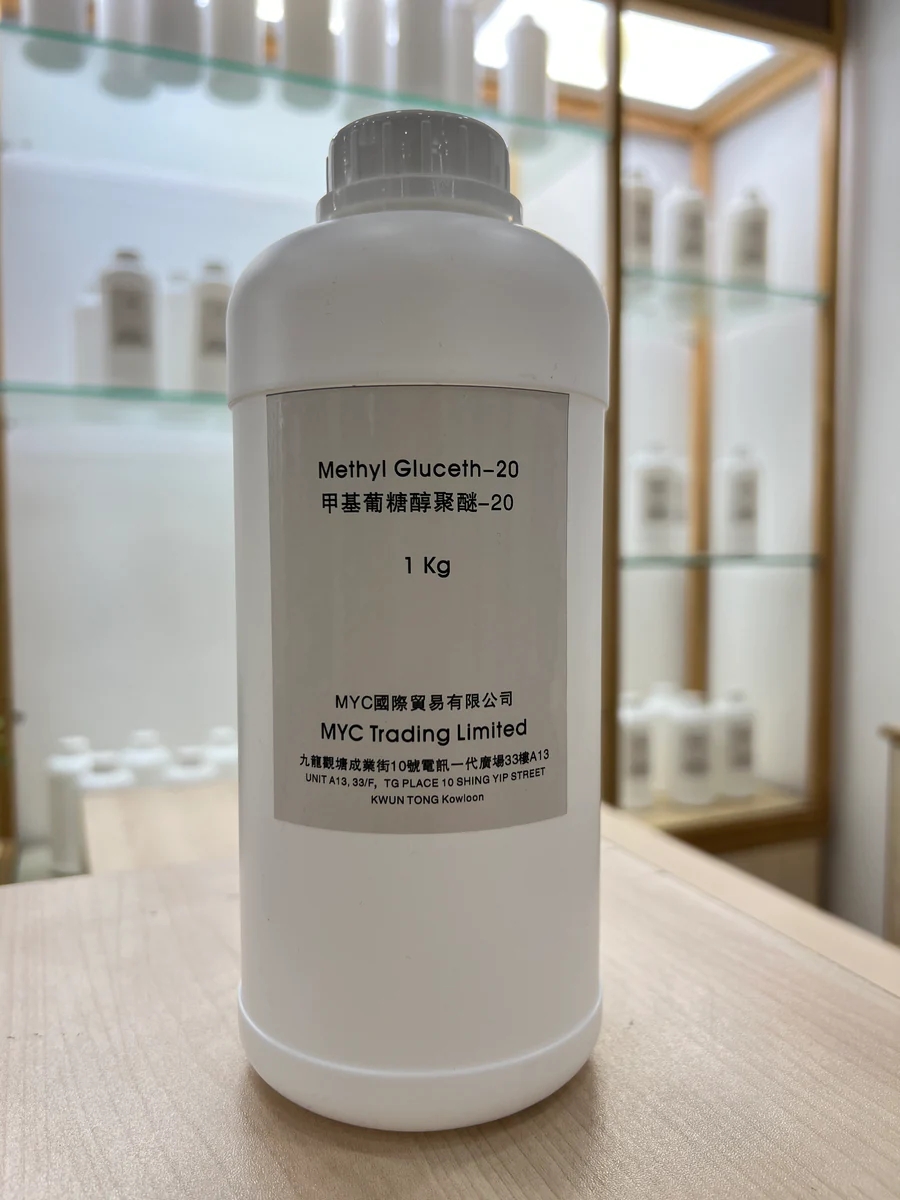 Methyl Gluceth-20
甲基葡糖醇聚醚-20
1 Kg
MYC國際貿易有限公司
MYC Trading Limited
九龍觀塘成業街10號電訊一代廣場33樓A13
UNIT A13, 33/F, TG PLACE 10 SHING YIP STREET
KWUN TONG Kowloon